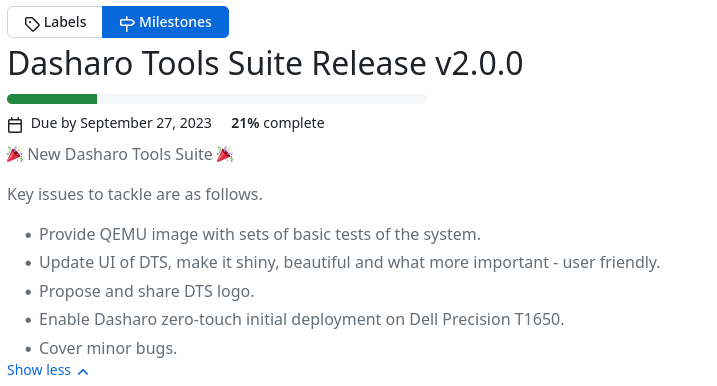 Labels Milestones
Dasharo Tools Suite Release v2.0.0
Due by September 27, 2023 21% complete
🎉 New Dasharo Tools Suite 🎉
Key issues to tackle are as follows.
• Provide QEMU image with sets of basic tests of the system.
• Update UI of DTS, make it shiny, beautiful and what more important - user friendly.
• Propose and share DTS logo.
• Enable Dasharo zero-touch initial deployment on Dell Precision T1650.
• Cover minor bugs.
Show less